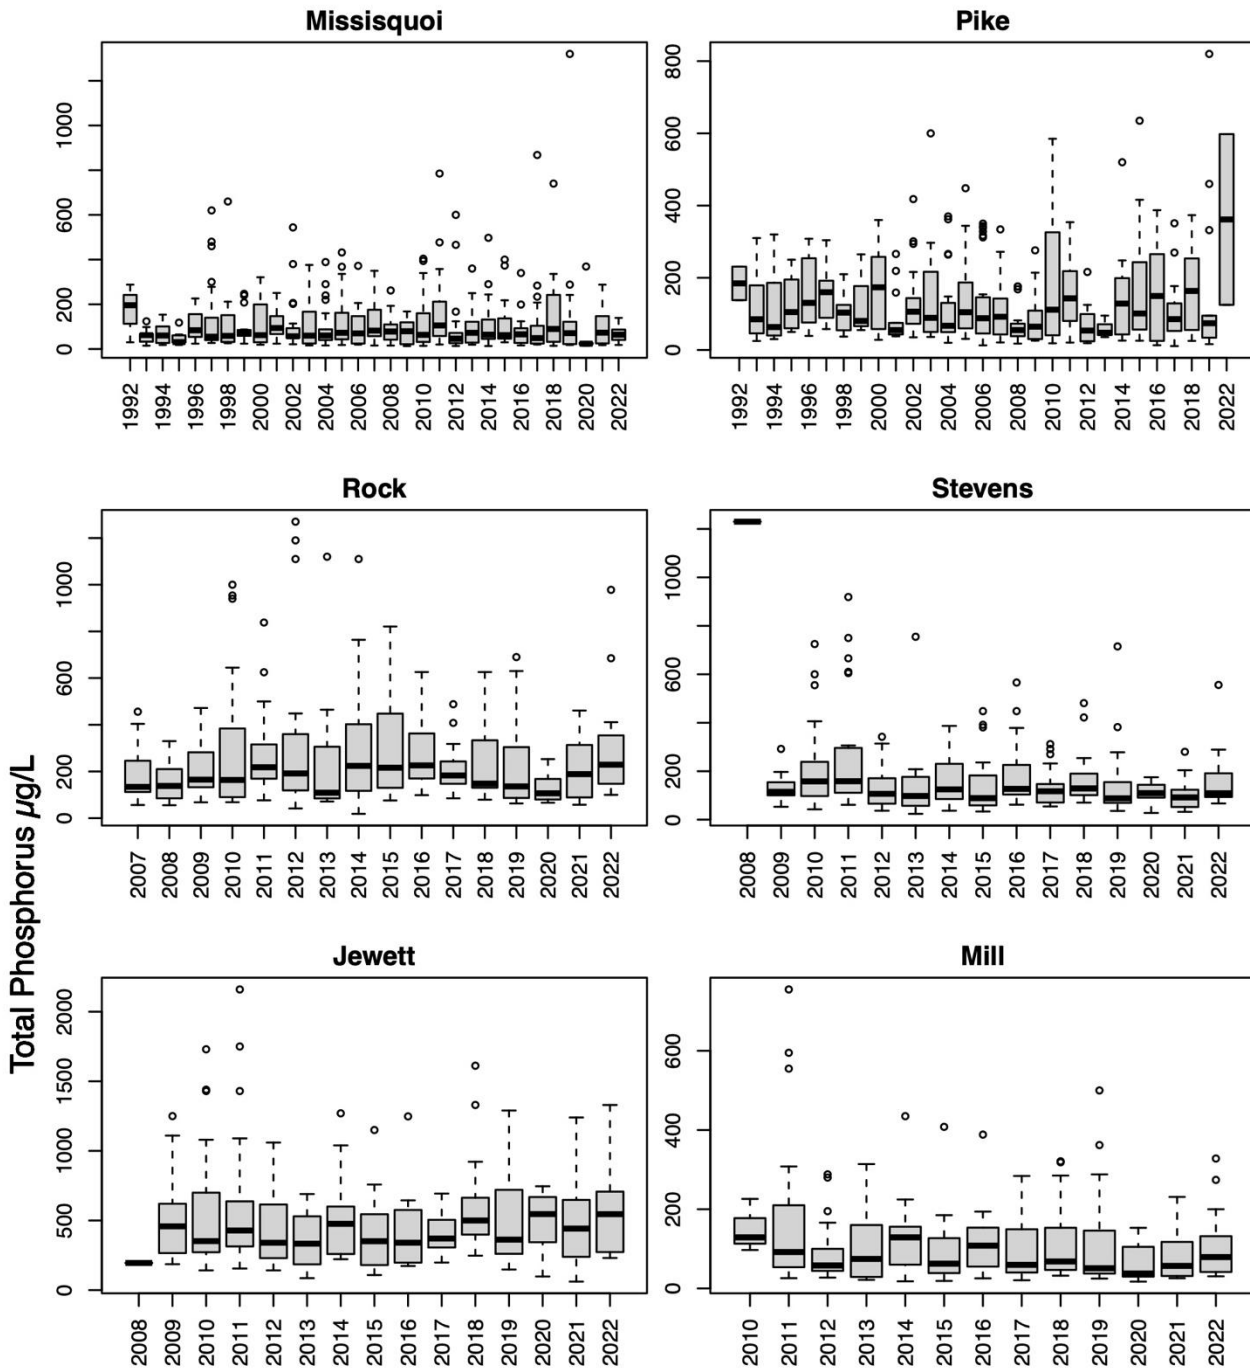 Missisquoi
0 200 600 1000
1992 1994 1996 1998 2000 2002 2004 2006 2008 2010 2012 2014 2016 2018 2020 2022
Pike
0 200 400 600 800
1992 1994 1996 1998 2000 2002 2004 2006 2008 2010 2012 2014 2016 2018 2022
Rock
0 200 600 1000
2007 2008 2009 2010 2011 2012 2013 2014 2015 2016 2017 2018 2019 2020 2021 2022
Stevens
0 200 600 1000
2008 2009 2010 2011 2012 2013 2014 2015 2016 2017 2018 2019 2020 2021 2022
Total Phosphorus µg/L
Jewett
0 500 1000 1500 2000
2008 2009 2010 2011 2012 2013 2014 2015 2016 2017 2018 2019 2020 2021 2022
Mill
0 200 400 600
2010 2011 2012 2013 2014 2015 2016 2017 2018 2019 2020 2021 2022